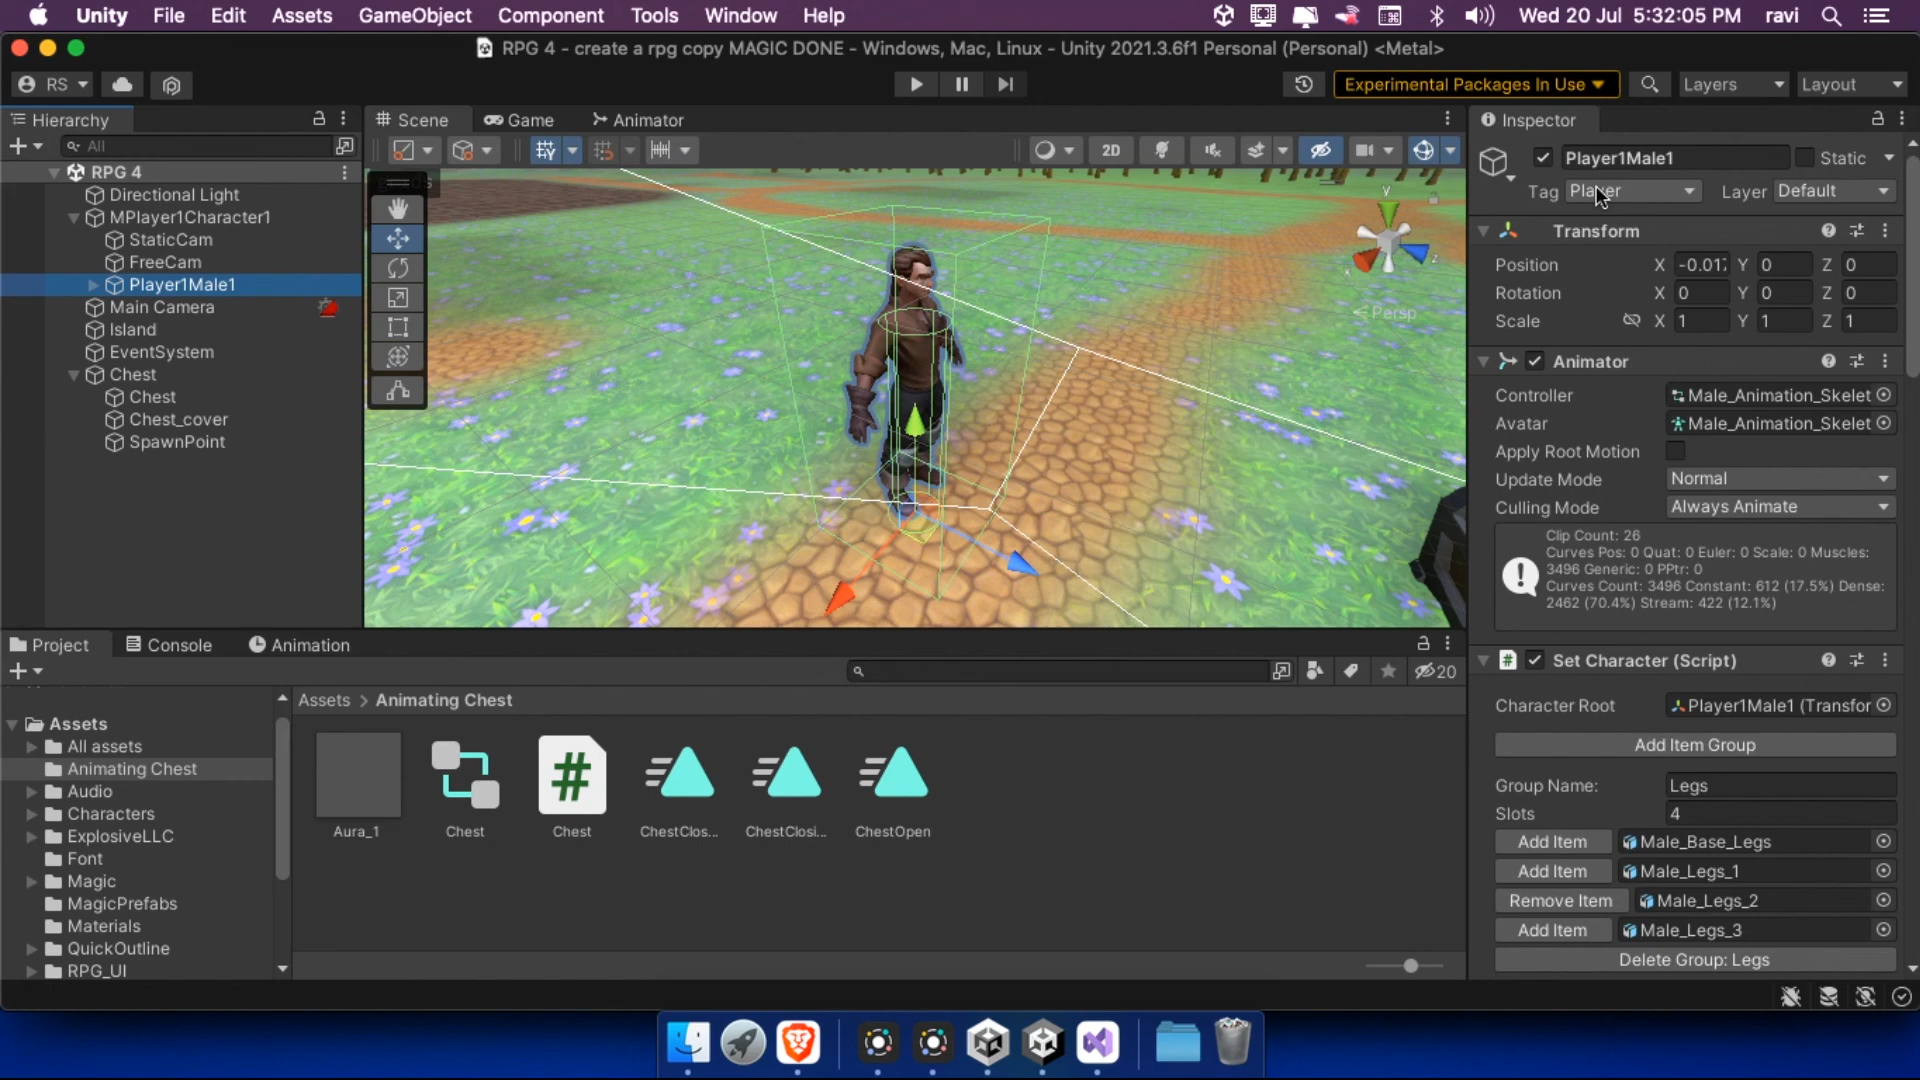 Unity File Edit Assets GameObject Component Tools Window Help Wed 20 Jul 5:32:05 PM ravi
RPG 4 - create a rpg copy MAGIC DONE - Windows, Mac, Linux - Unity 2021.3.6f1 Personal (Personal) <Metal>
RS Experimental Packages In Use Layers Layout
Hierarchy
All
RPG 4
Directional Light
MPlayer1Character1
StaticCam
FreeCam
Player1Male1
Main Camera
Island
EventSystem
Chest
Chest
Chest_cover
SpawnPoint
Scene Game Animator
2D
y
x
z
Persp
Inspector
Player1Male1 Static
Tag Player Layer Default
Transform
Position X -0.01 Y 0 Z 0
Rotation X 0 Y 0 Z 0
Scale X 1 Y 1 Z 1
Animator
Controller Male_Animation_Skelet
Avatar Male_Animation_Skelet
Apply Root Motion
Update Mode Normal
Culling Mode Always Animate
Clip Count: 26
Curves Pos: 0 Quat: 0 Euler: 0 Scale: 0 Muscles:
3496 Generic: 0 PPtr: 0
Curves Count: 3496 Constant: 612 (17.5%) Dense:
2462 (70.4%) Stream: 422 (12.1%)
Set Character (Script)
Character Root Player1Male1 (Transfor
Add Item Group
Group Name: Legs
Slots 4
Add Item Male_Base_Legs
Add Item Male_Legs_1
Remove Item Male_Legs_2
Add Item Male_Legs_3
Delete Group: Legs
Project Console Animation
20
Assets
All assets
Animating Chest
Audio
Characters
ExplosiveLLC
Font
Magic
MagicPrefabs
Materials
QuickOutline
RPG_UI
Assets > Animating Chest
Aura_1 Chest Chest ChestClos... ChestClosi... ChestOpen